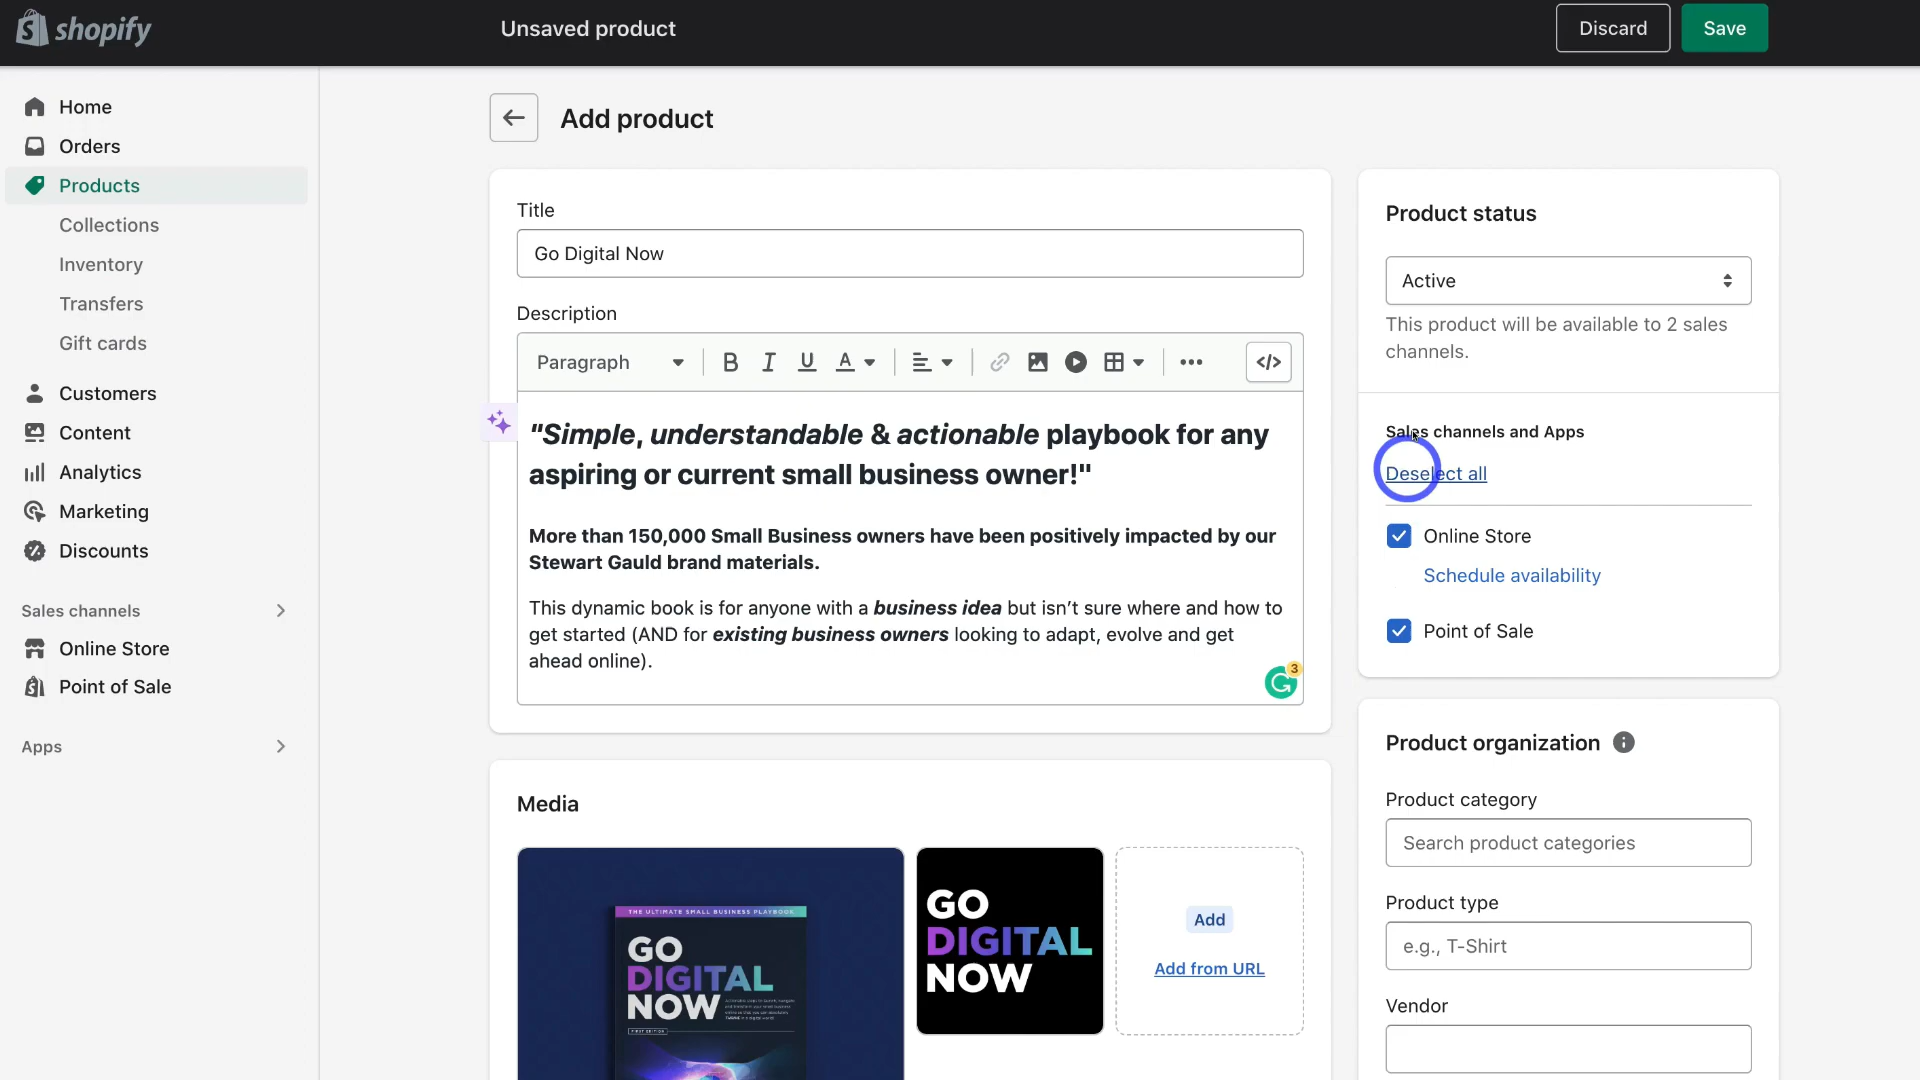 shopify
Unsaved product
Discard
Save
Home
Orders
Products
Collections
Inventory
Transfers
Gift cards
Customers
Content
Analytics
Marketing
Discounts
Sales channels
Online Store
Point of Sale
Apps
Add product
Title
Go Digital Now
Description
Paragraph
B I U A
</>
"Simple, understandable & actionable playbook for any
aspiring or current small business owner!"
More than 150,000 Small Business owners have been positively impacted by our
Stewart Gauld brand materials.
This dynamic book is for anyone with a business idea but isn’t sure where and how to
get started (AND for existing business owners looking to adapt, evolve and get
ahead online).
3
Media
THE ULTIMATE SMALL BUSINESS PLAYBOOK
GO
DIGITAL
NOW
FIRST EDITION
GO
DIGITAL
NOW
Add
Add from URL
Product status
Active
This product will be available to 2 sales
channels.
Sales channels and Apps
Deselect all
Online Store
Schedule availability
Point of Sale
Product organization
Product category
Search product categories
Product type
e.g., T-Shirt
Vendor